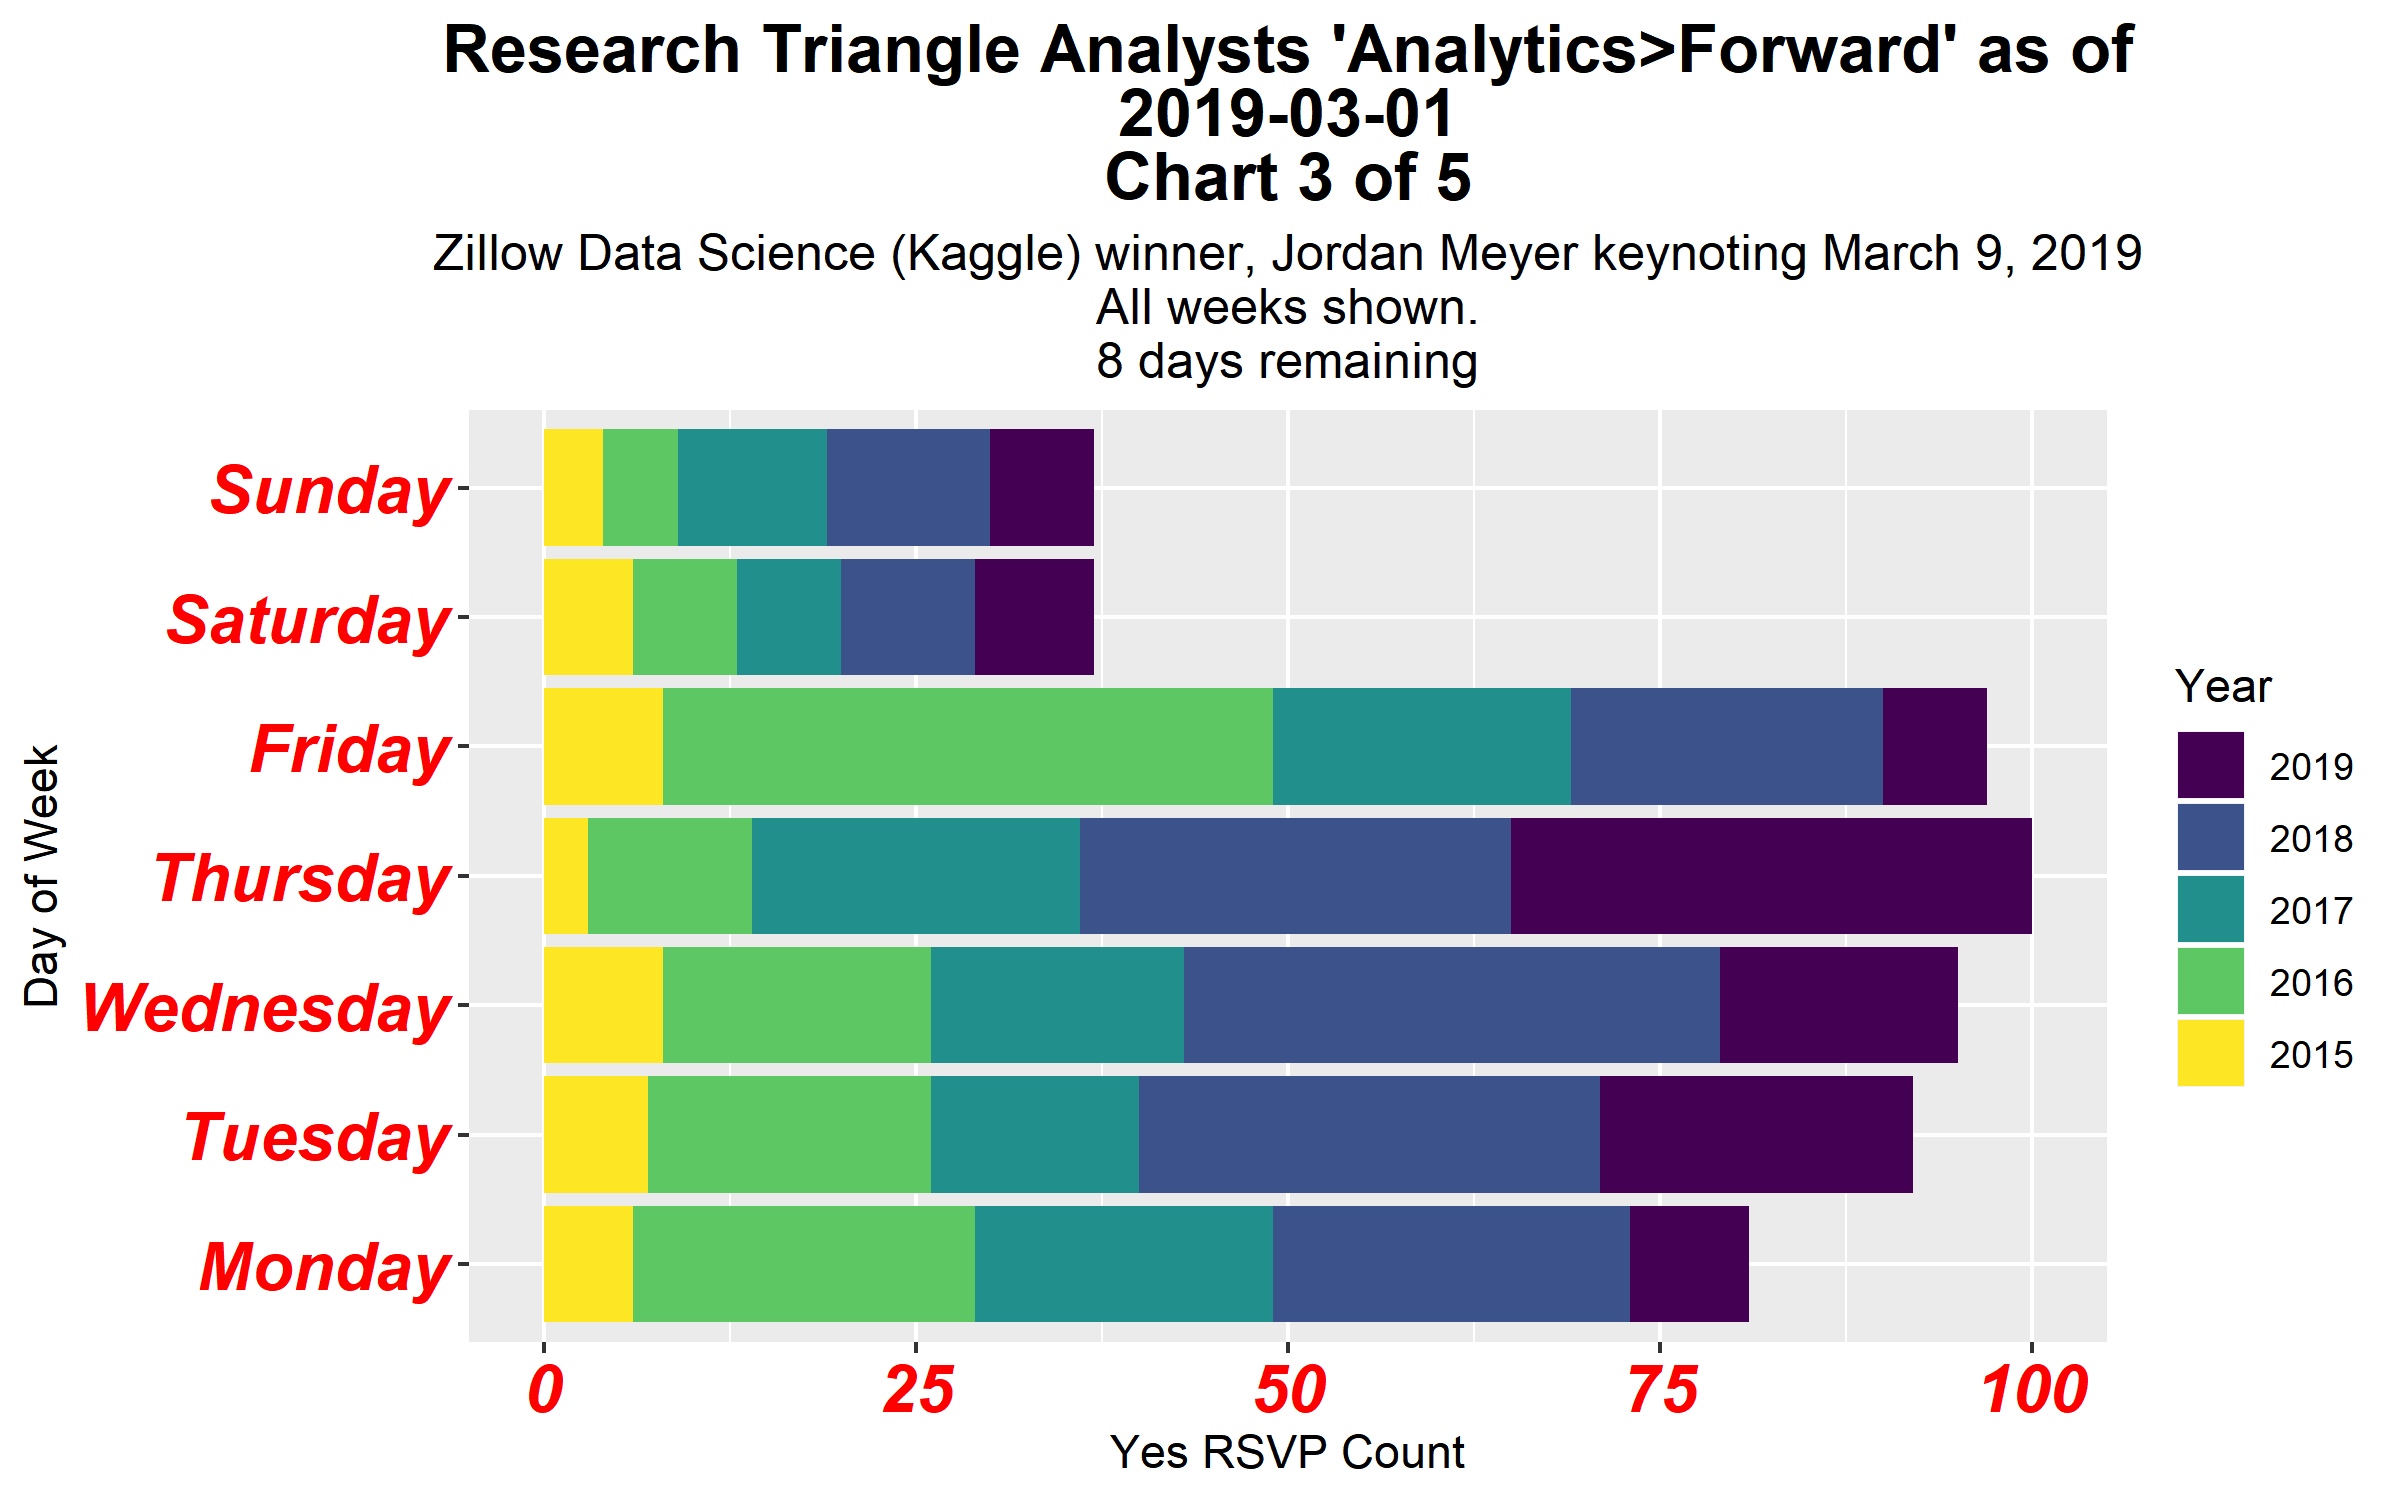 Research Triangle Analysts 'Analytics>Forward' as of
2019-03-01
Chart 3 of 5
Zillow Data Science (Kaggle) winner, Jordan Meyer keynoting March 9, 2019
All weeks shown.
8 days remaining
Day of Week
Sunday
Saturday
Friday
Thursday
Wednesday
Tuesday
Monday
0 25 50 75 100
Yes RSVP Count
Year
2019
2018
2017
2016
2015